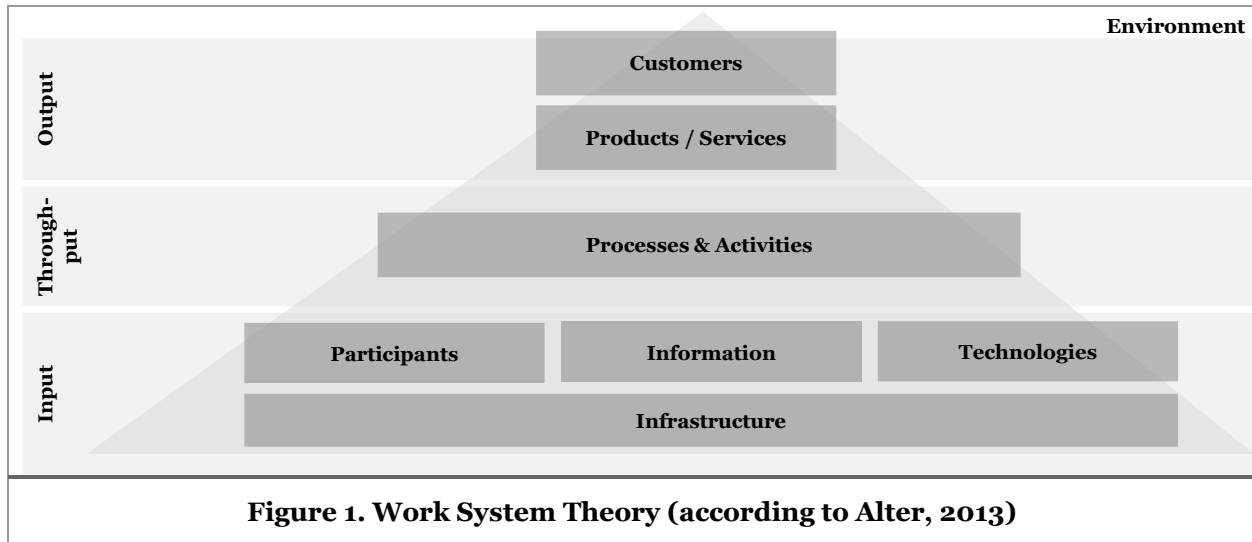 Environment
Output
Customers
Products / Services
Through-
put
Processes & Activities
Input
Participants
Information
Technologies
Infrastructure
Figure 1. Work System Theory (according to Alter, 2013)